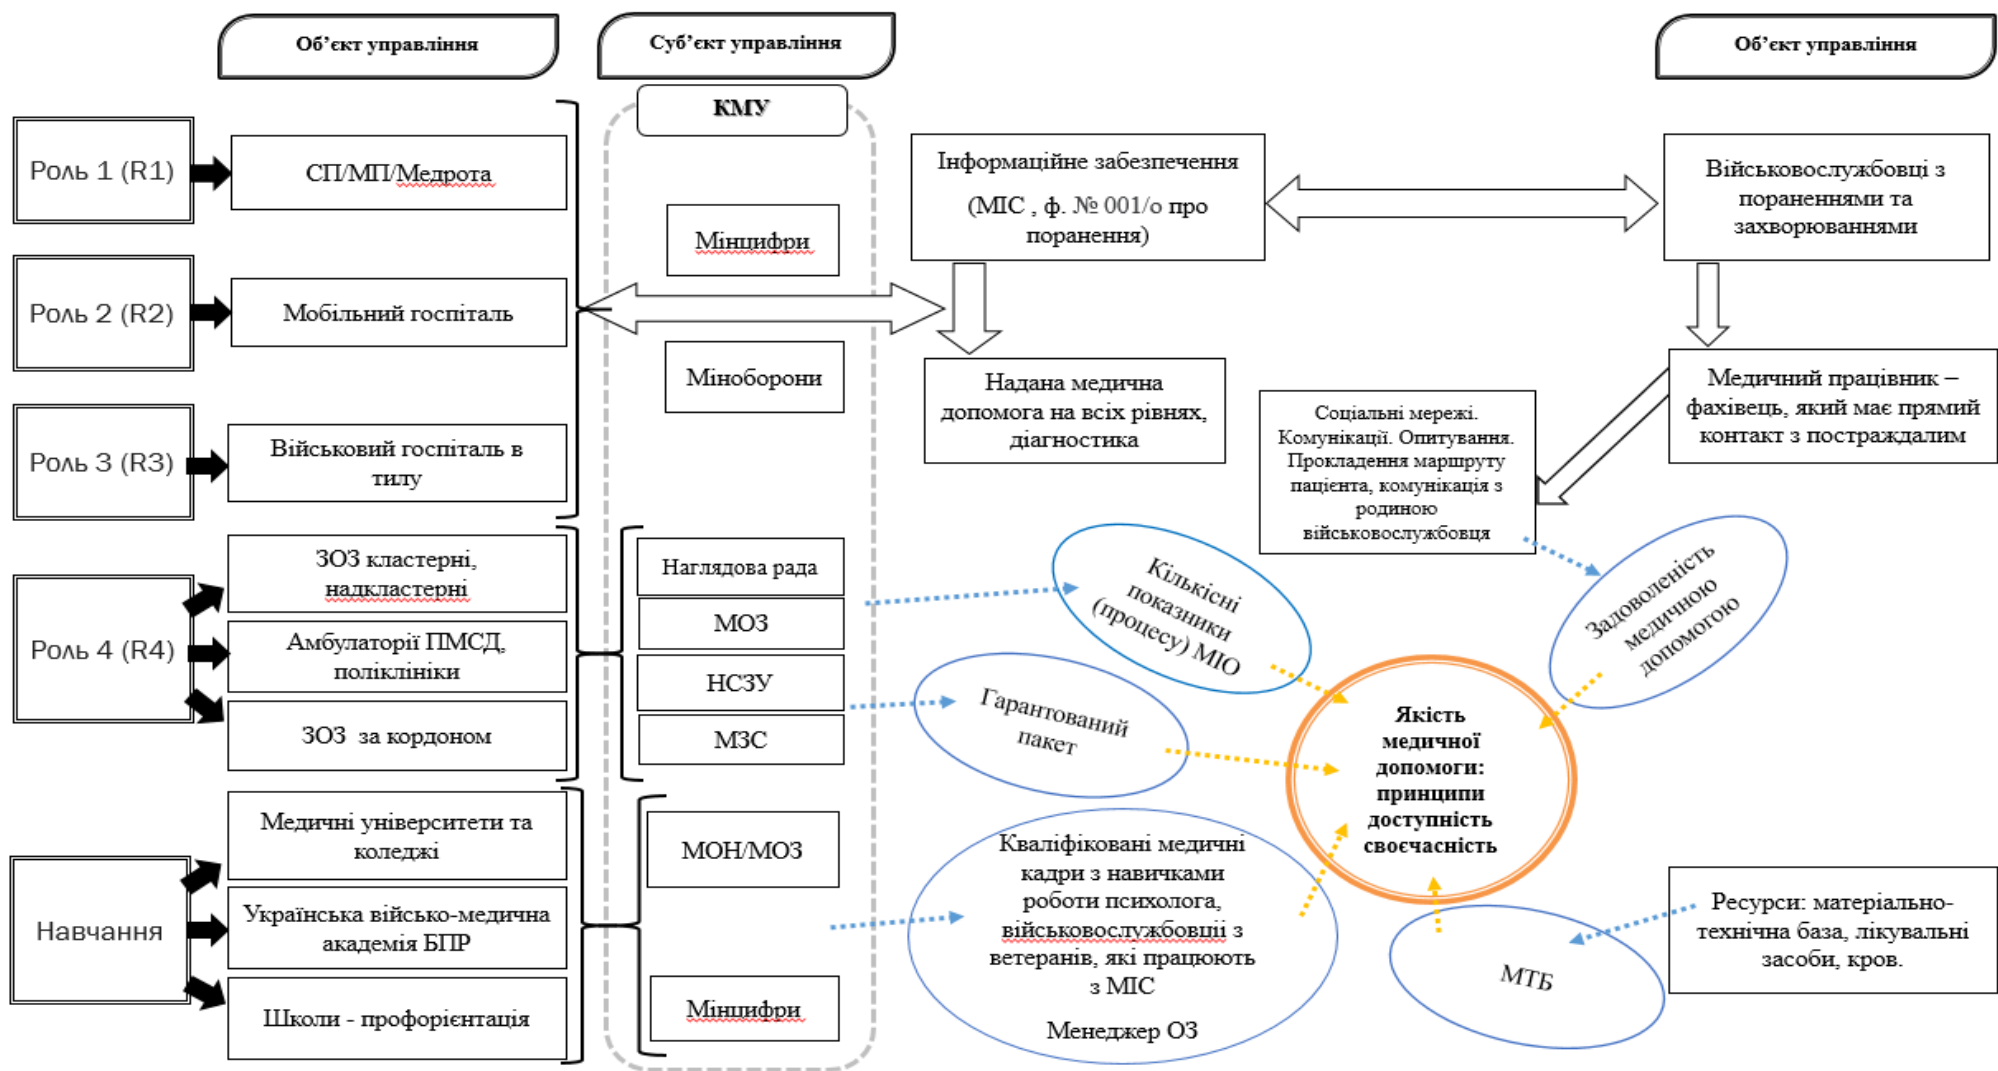 Об’єкт управління
Суб’єкт управління
Об’єкт управління
КМУ
Роль 1 (R1)
СП/МП/Медрота
Роль 2 (R2)
Мобільний госпіталь
Роль 3 (R3)
Військовий госпіталь в
тилу
Роль 4 (R4)
ЗОЗ кластерні,
надкластерні
Амбулаторії ПМСД,
поліклініки
ЗОЗ за кордоном
Навчання
Медичні університети та
коледжі
Українська військо-медична
академія БПР
Школи - профорієнтація
Мінцифри
Міноборони
Наглядова рада
МОЗ
НСЗУ
МЗС
МОН/МОЗ
Мінцифри
Інформаційне забезпечення
(МІС , ф. № 001/о про
поранення)
Надана медична
допомога на всіх рівнях,
діагностика
Військовослужбовці з
пораненнями та
захворюваннями
Медичний працівник –
фахівець, який має прямий
контакт з постраждалим
Соціальні мережі.
Комунікації. Опитування.
Прокладення маршруту
пацієнта, комунікація з
родиною
військовослужбовця
Кількісні
показники
(процесу) МІО
Задоволеність
медичною
допомогою
Гарантований
пакет
Якість
медичної
допомоги:
принципи
доступність
своєчасність
Кваліфіковані медичні
кадри з навичками
роботи психолога,
військовослужбовціі з
ветеранів, які працюють
з МІС
Менеджер ОЗ
МТБ
Ресурси: матеріально-
технічна база, лікувальні
засоби, кров.